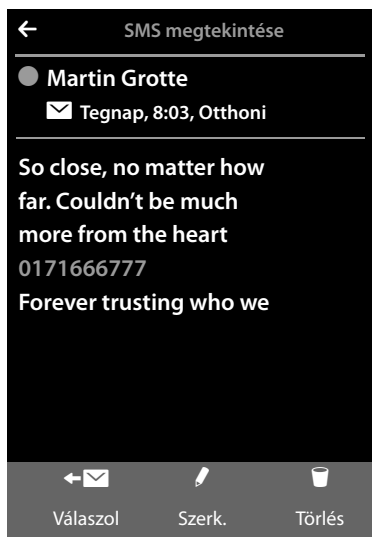 SMS megtekintése
Martin Grotte
Tegnap, 8:03, Otthoni
So close, no matter how
far. Couldn't be much
more from the heart
0171666777
Forever trusting who we
Válaszol Szerk. Törlés